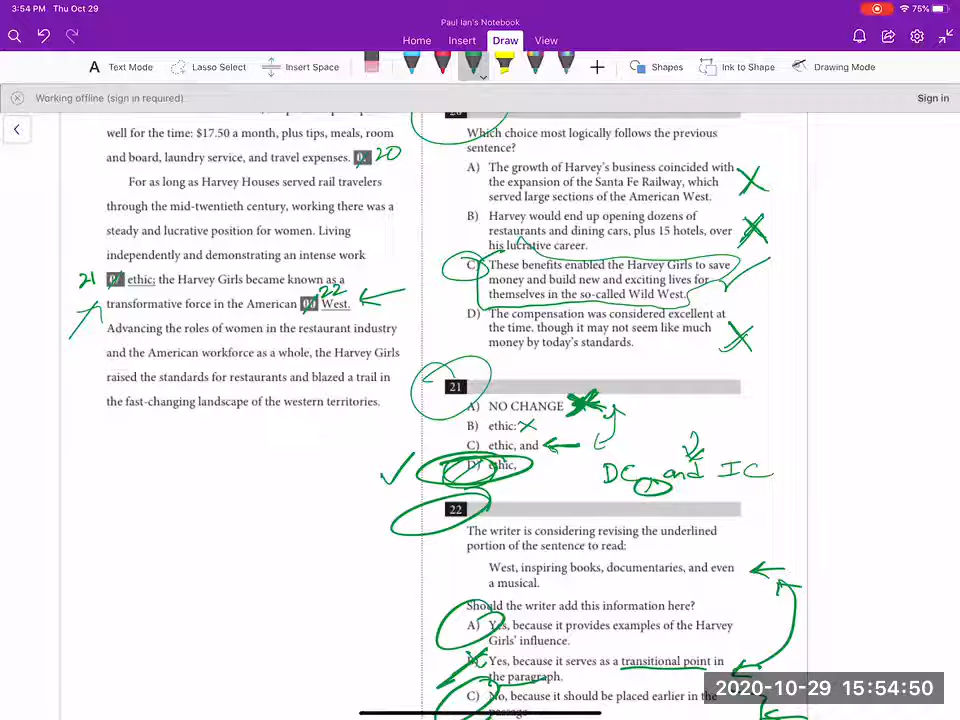 3:54 PM Thu Oct 29
75%
Paul Ian's Notebook
Home Insert Draw View
Text Mode Lasso Select Insert Space Shapes Ink to Shape Drawing Mode
Working offline (sign in required) Sign in
well for the time: $17.50 a month, plus tips, meals, room
and board, laundry service, and travel expenses. 20
For as long as Harvey Houses served rail travelers
through the mid-twentieth century, working there was a
steady and lucrative position for women. Living
independently and demonstrating an intense work
21 ethic; the Harvey Girls became known as a
transformative force in the American 22 West.
Advancing the roles of women in the restaurant industry
and the American workforce as a whole, the Harvey Girls
raised the standards for restaurants and blazed a trail in
the fast-changing landscape of the western territories.
Which choice most logically follows the previous
sentence?
A) The growth of Harvey's business coincided with
the expansion of the Santa Fe Railway, which
served large sections of the American West.
B) Harvey would end up opening dozens of
restaurants and dining cars, plus 15 hotels, over
his lucrative career.
C) These benefits enabled the Harvey Girls to save
money and build new and exciting lives for
themselves in the so-called Wild West.
D) The compensation was considered excellent at
the time, though it may not seem like much
money by today's standards.
21
A) NO CHANGE
B) ethic:
C) ethic, and
D) ethic,
DC, and IC
?
22
The writer is considering revising the underlined
portion of the sentence to read:
West, inspiring books, documentaries, and even
a musical.
Should the writer add this information here?
A) Yes, because it provides examples of the Harvey
Girls' influence.
B) Yes, because it serves as a transitional point in
the paragraph.
C) No, because it should be placed earlier in the
passage.
2020-10-29 15:54:50